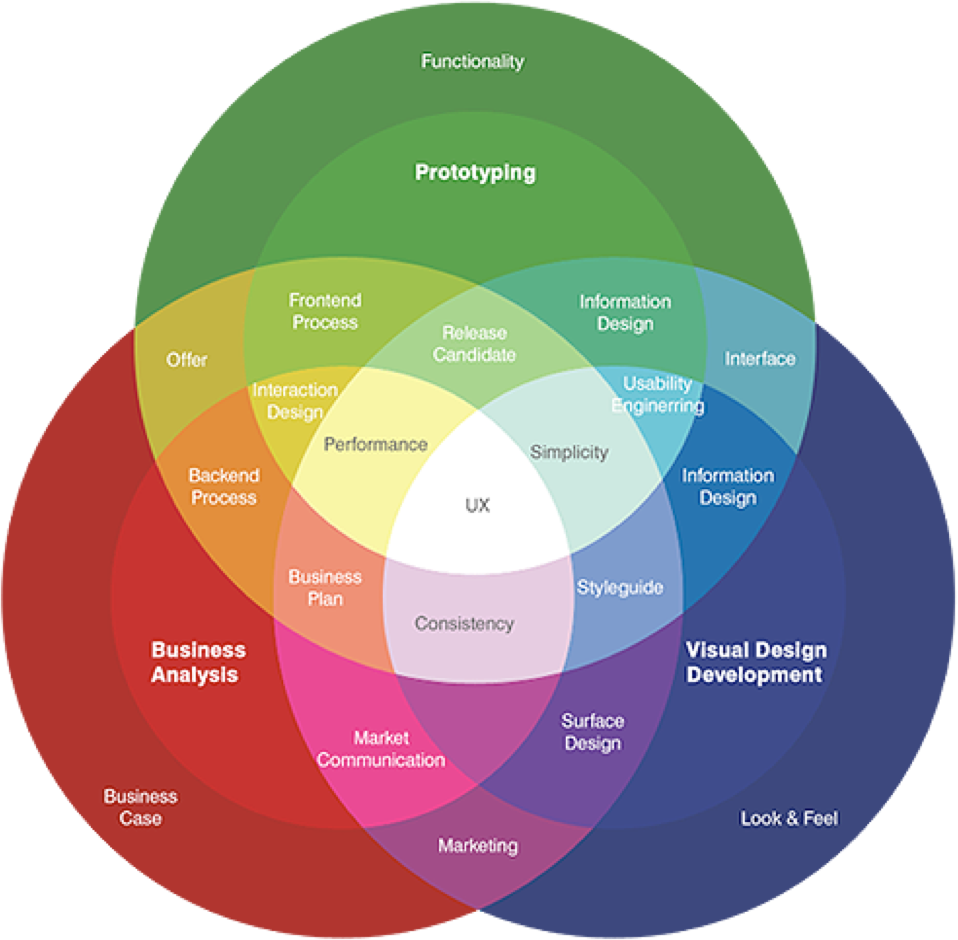 Functionality
Prototyping
Frontend
Process
Information
Design
Release
Candidate
Offer
Interface
Interaction
Design
Usability
Enginerring
Performance
Simplicity
Backend
Process
Information
Design
UX
Business
Plan
Styleguide
Consistency
Business
Analysis
Visual Design
Development
Market
Communication
Surface
Design
Business
Case
Look & Feel
Marketing